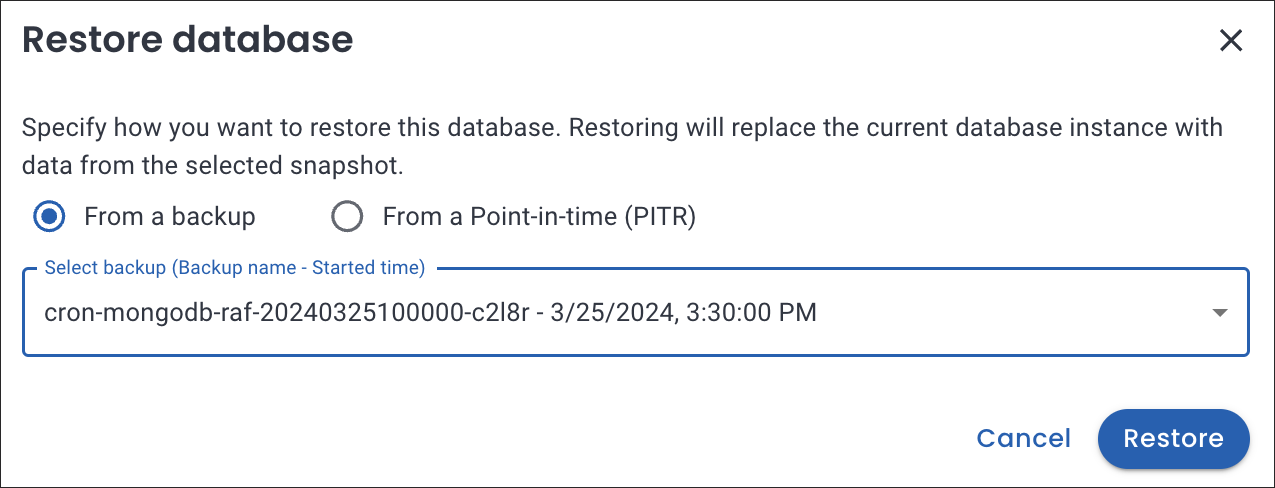 Restore database
Specify how you want to restore this database. Restoring will replace the current database instance with
data from the selected snapshot.
From a backup From a Point-in-time (PITR)
Select backup (Backup name - Started time)
cron-mongodb-raf-20240325100000-c2l8r - 3/25/2024, 3:30:00 PM
Cancel Restore